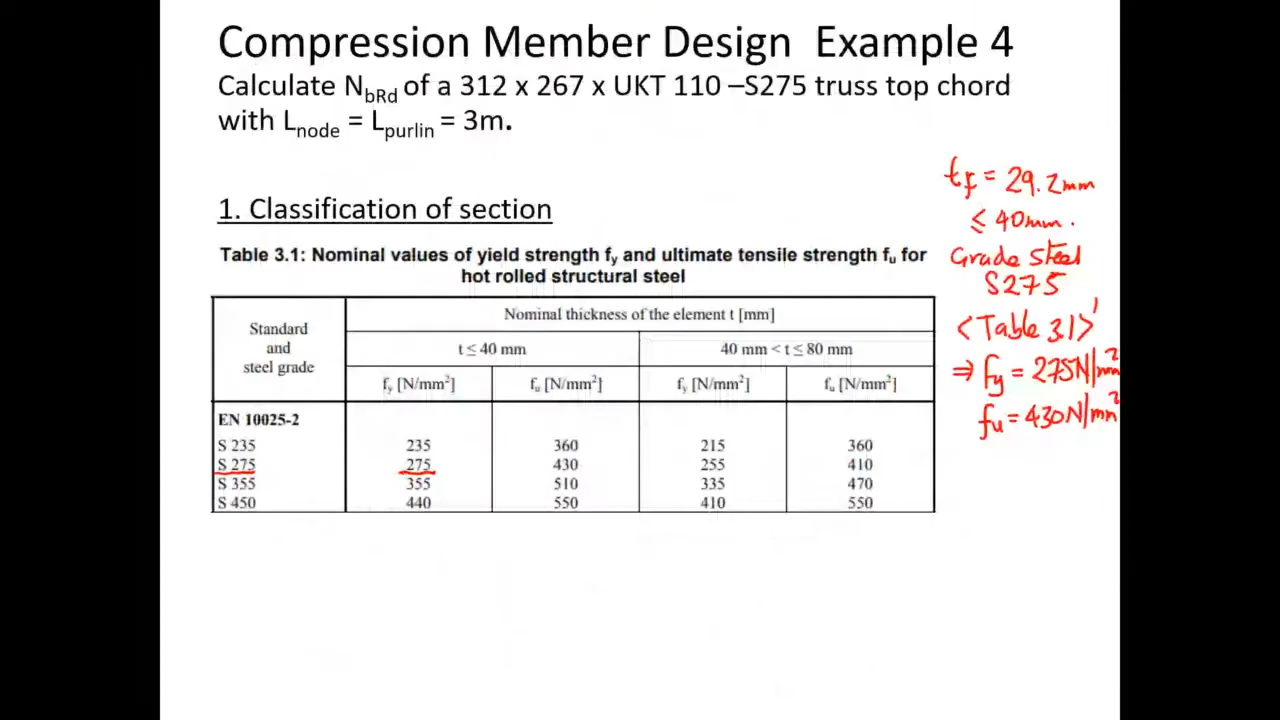 Compression Member Design Example 4
Calculate NbRd of a 312 x 267 x UKT 110 –S275 truss top chord
with Lnode = Lpurlin = 3m.
1. Classification of section
Table 3.1: Nominal values of yield strength fy and ultimate tensile strength fu for
hot rolled structural steel
Standard
and
steel grade
Nominal thickness of the element t [mm]
t ≤ 40 mm
40 mm < t ≤ 80 mm
fy [N/mm²]
fu [N/mm²]
fy [N/mm²]
fu [N/mm²]
EN 10025-2
S 235 235 360 215 360
S 275 275 430 255 410
S 355 355 510 335 470
S 450 440 550 410 550
tf = 29.2mm
≤ 40mm.
Grade Steel
S275
<Table 3.1>
⇒ fy = 275N/mm²
fu = 430N/mm²